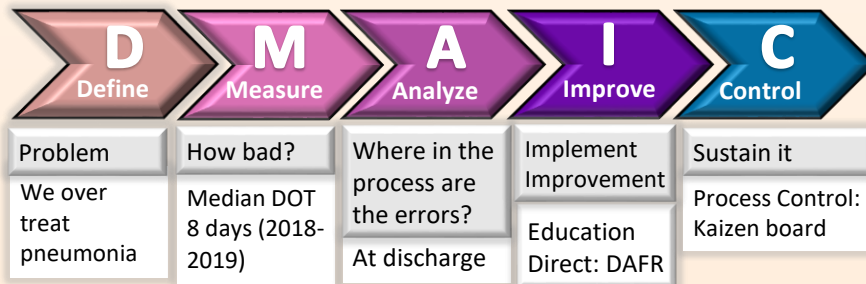 D
Define
M
Measure
A
Analyze
I
Improve
C
Control
Problem
We over
treat
pneumonia
How bad?
Median DOT
8 days (2018-
2019)
Where in the
process are
the errors?
At discharge
Implement
Improvement
Education
Direct: DAFR
Sustain it
Process Control:
Kaizen board